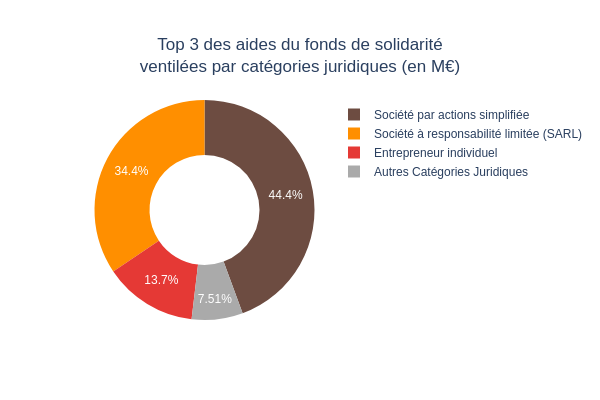 Top 3 des aides du fonds de solidarité
ventilées par catégories juridiques (en M€)
Société par actions simplifiée
Société à responsabilité limitée (SARL)
Entrepreneur individuel
Autres Catégories Juridiques
34.4%
44.4%
13.7%
7.51%